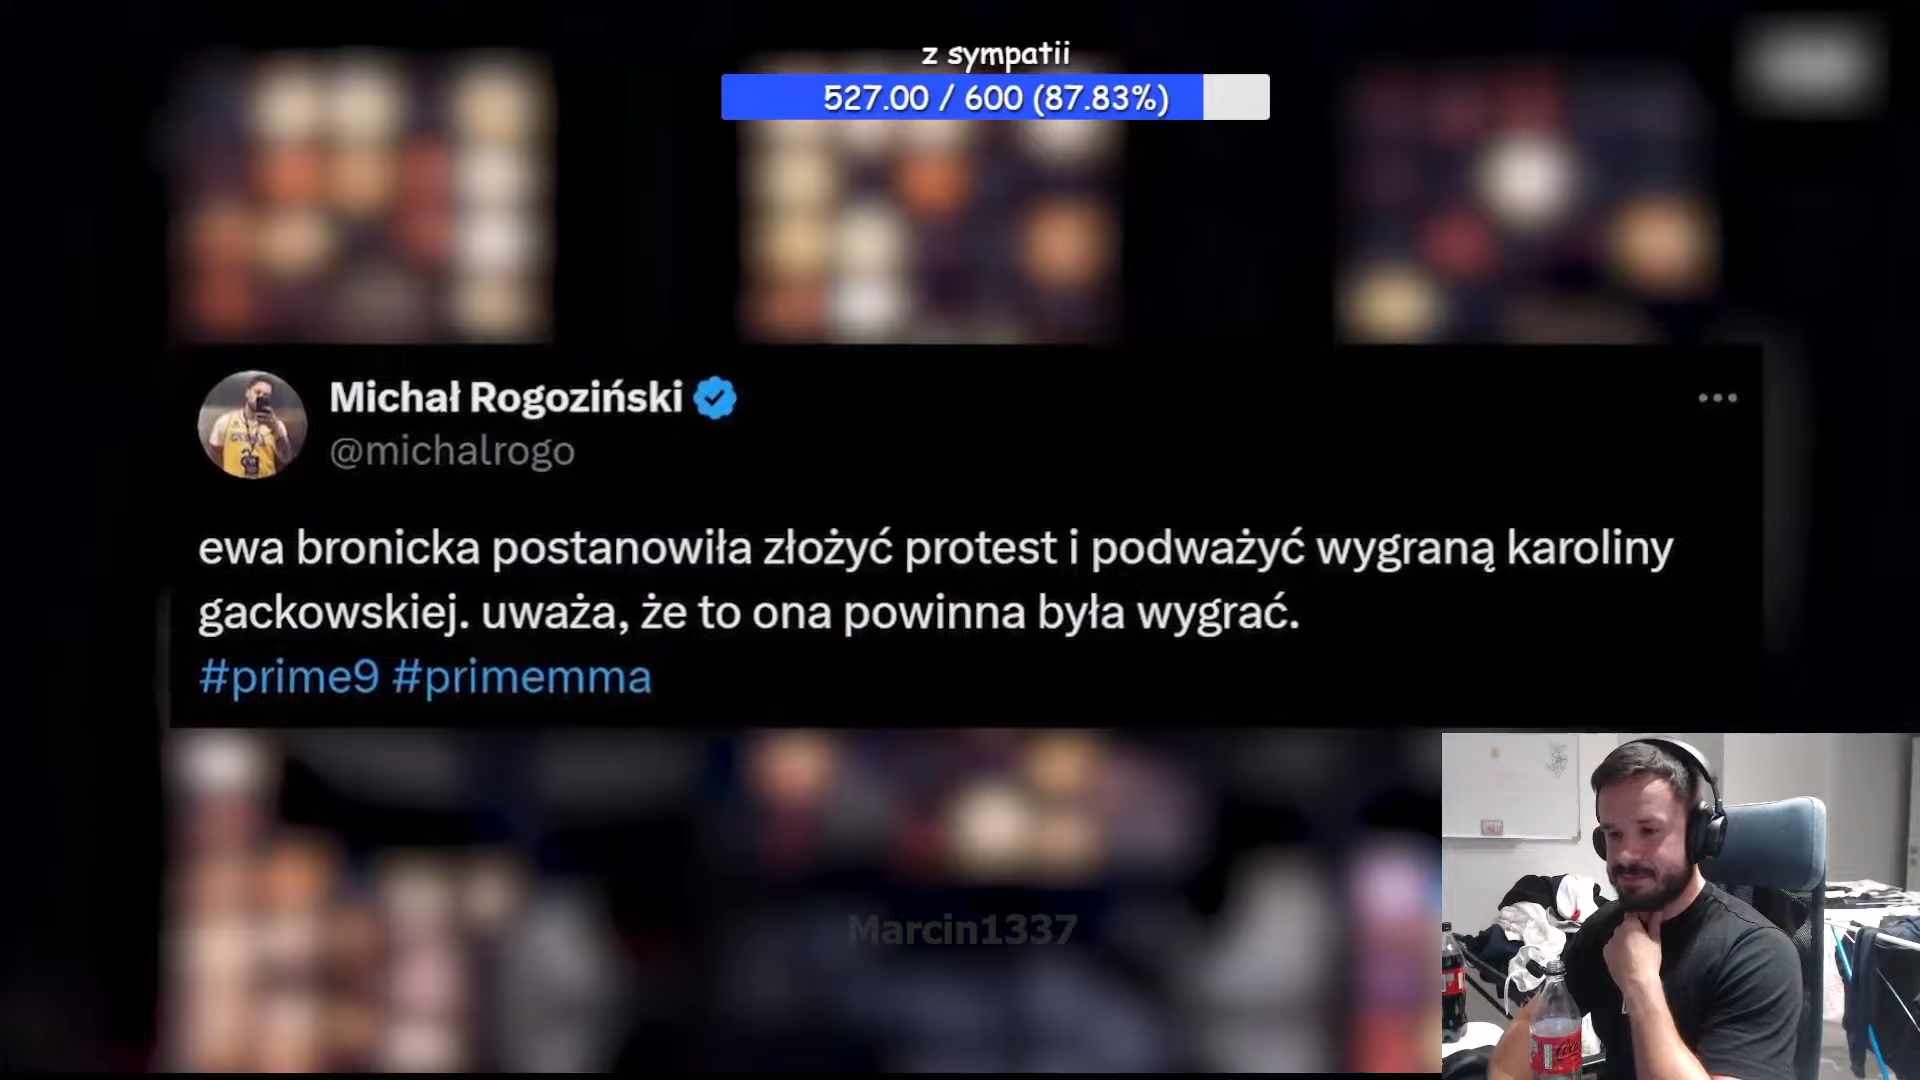 z sympatii
527.00 / 600 (87.83%)
Michał Rogoziński
@michalrogo
ewa bronicka postanowiła złożyć protest i podważyć wygraną karoliny
gackowskiej. uważa, że to ona powinna była wygrać.
#prime9 #primemma
Marcin1337